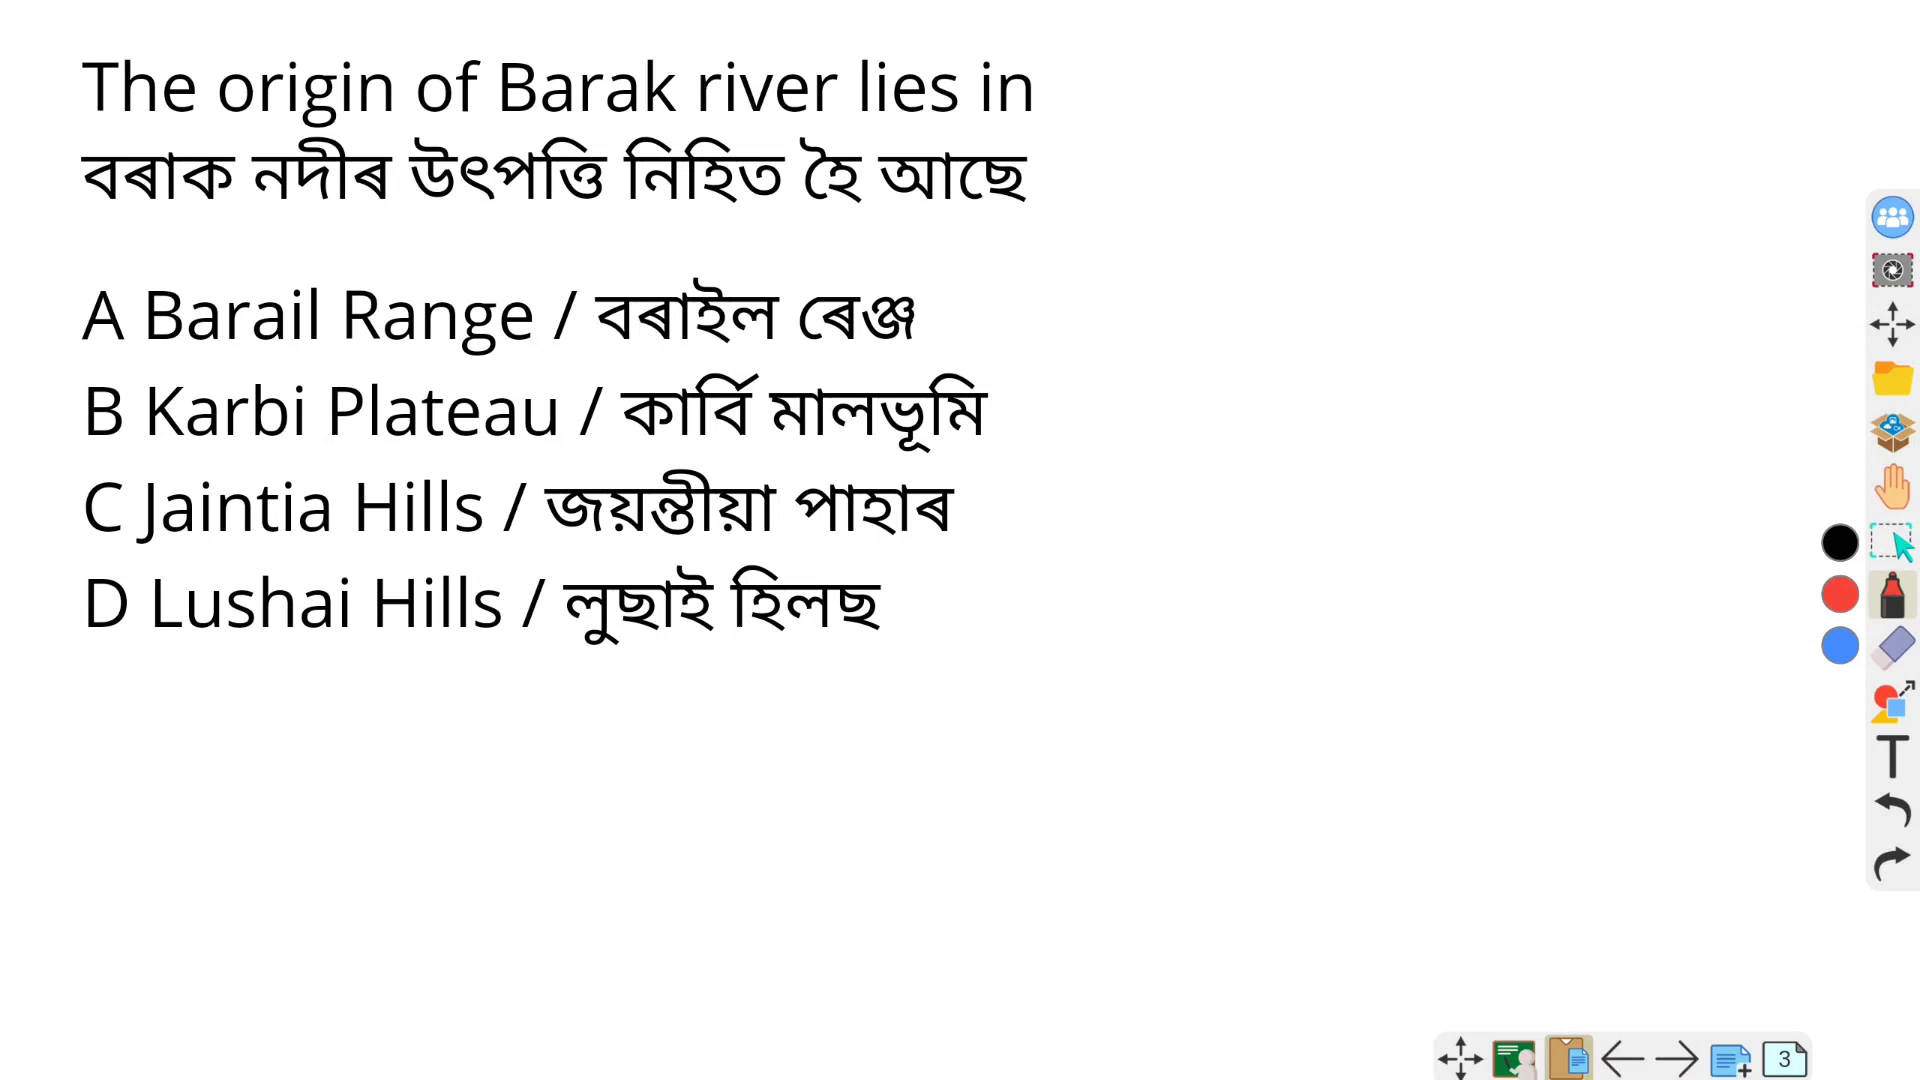 The origin of Barak river lies in
বৰাক নদীৰ উৎপত্তি নিহিত হৈ আছে
A Barail Range / বৰাইল ৰেঞ্জ
B Karbi Plateau / কাৰ্বি মালভূমি
C Jaintia Hills / জয়ন্তীয়া পাহাৰ
D Lushai Hills / লুছাই হিলছ
T
3